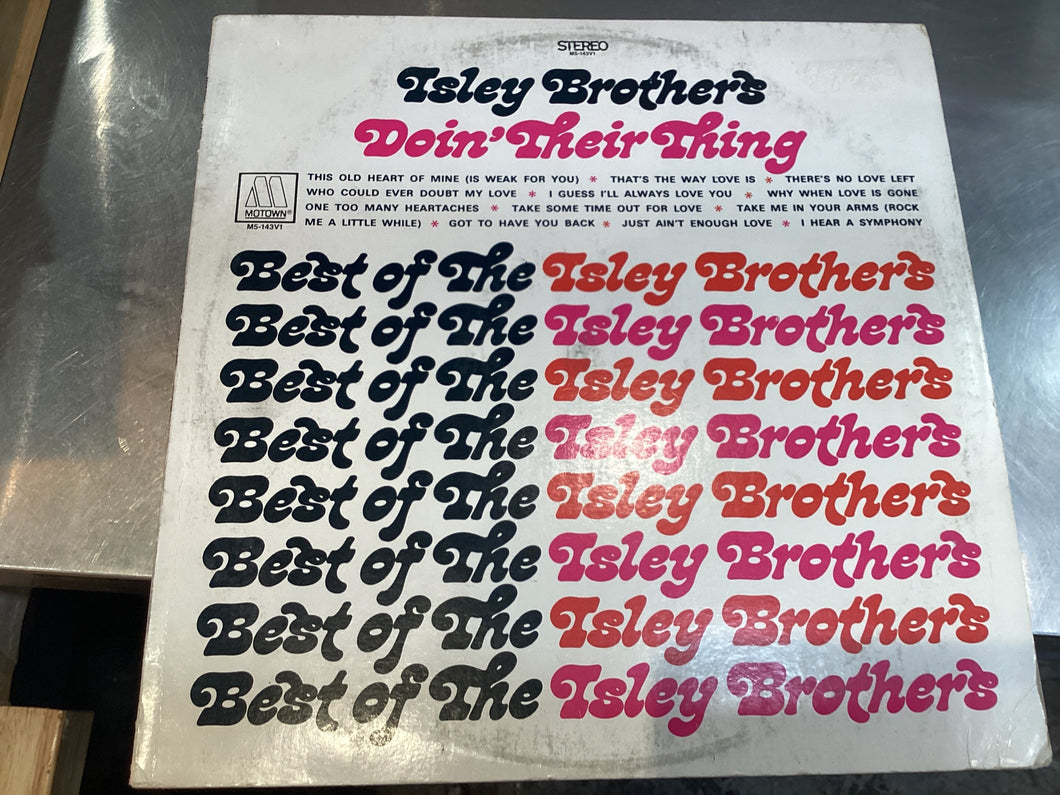 STEREO
M5-143V1
Isley Brothers
Doin' Their Thing
THIS OLD HEART OF MINE (IS WEAK FOR YOU) * THAT'S THE WAY LOVE IS * THERE'S NO LOVE LEFT
WHO COULD EVER DOUBT MY LOVE * I GUESS I'LL ALWAYS LOVE YOU * WHY WHEN LOVE IS GONE
ONE TOO MANY HEARTACHES * TAKE SOME TIME OUT FOR LOVE * TAKE ME IN YOUR ARMS (ROCK
ME A LITTLE WHILE) * GOT TO HAVE YOU BACK * JUST AIN'T ENOUGH LOVE * I HEAR A SYMPHONY
MOTOWN®
M5-143V1
Best of The Isley Brothers
Best of The Isley Brothers
Best of The Isley Brothers
Best of The Isley Brothers
Best of The Isley Brothers
Best of The Isley Brothers
Best of The Isley Brothers
Best of The Isley Brothers